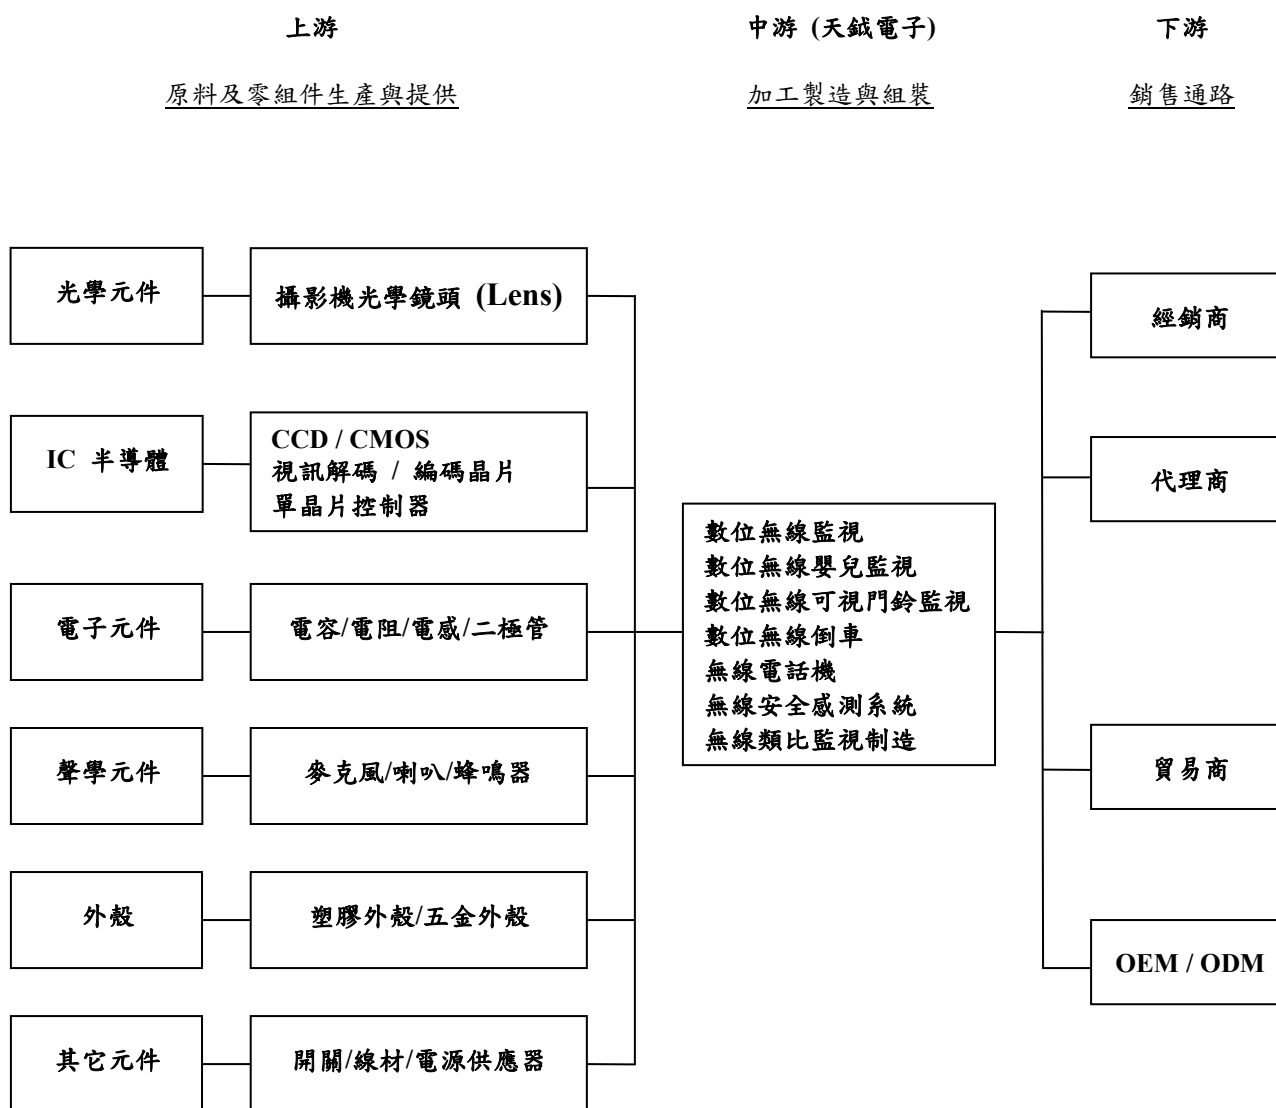 上游
中游 (天鉞電子)
下游
原料及零組件生產與提供
加工製造與組裝
銷售通路
光學元件
攝影機光學鏡頭 (Lens)
IC 半導體
CCD / CMOS
視訊解碼 / 編碼晶片
單晶片控制器
電子元件
電容/電阻/電感/二極管
聲學元件
麥克風/喇叭/蜂鳴器
外殼
塑膠外殼/五金外殼
其它元件
開關/線材/電源供應器
數位無線監視
數位無線嬰兒監視
數位無線可視門鈴監視
數位無線倒車
無線電話機
無線安全感測系統
無線類比監視制造
經銷商
代理商
貿易商
OEM / ODM